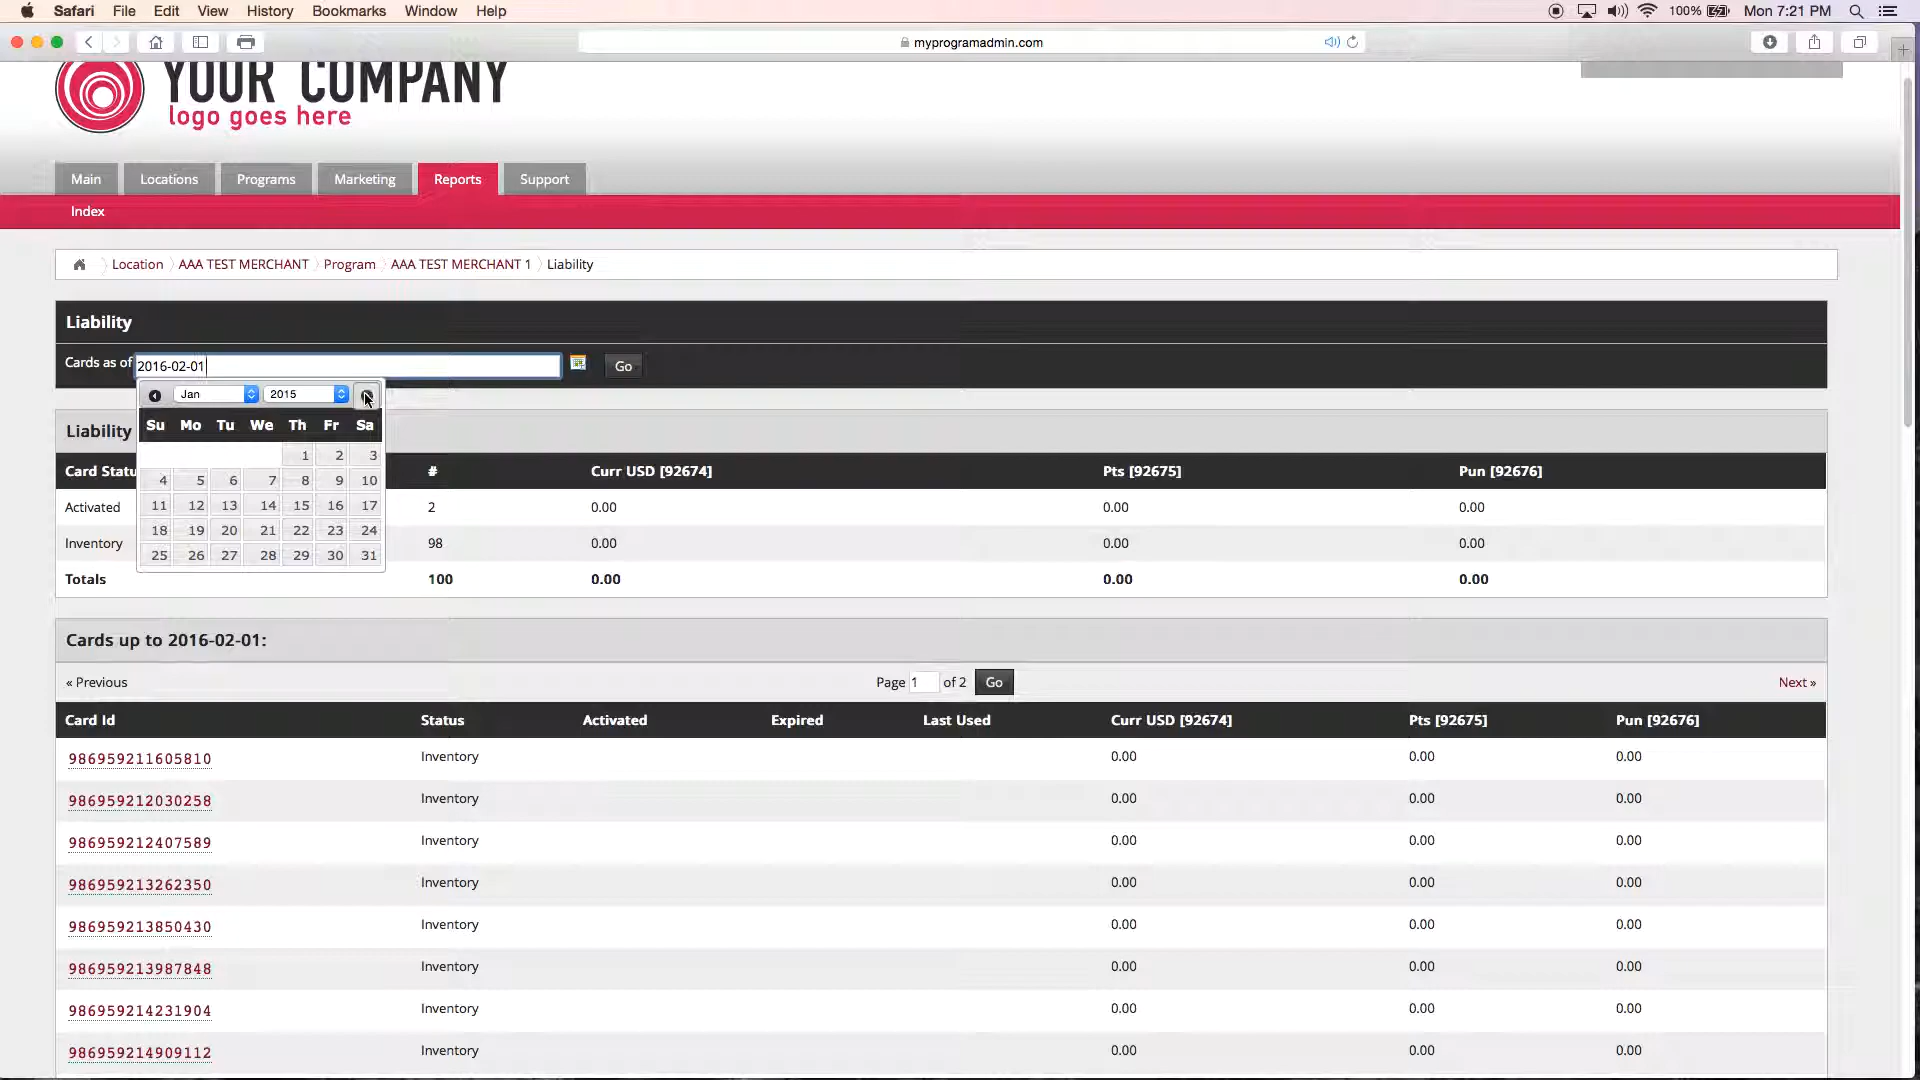 Safari File Edit View History Bookmarks Window Help 100% Mon 7:21 PM
myprogramadmin.com
YOUR COMPANY
logo goes here
Main Locations Programs Marketing Reports Support
Index
Location AAA TEST MERCHANT Program AAA TEST MERCHANT 1 Liability
Liability
Cards as of 2016-02-01 Go
Jan 2015
Su Mo Tu We Th Fr Sa
1 2 3
4 5 6 7 8 9 10
11 12 13 14 15 16 17
18 19 20 21 22 23 24
25 26 27 28 29 30 31
Liability
Card Statu # Curr USD [92674] Pts [92675] Pun [92676]
Activated 2 0.00 0.00 0.00
Inventory 98 0.00 0.00 0.00
Totals 100 0.00 0.00 0.00
Cards up to 2016-02-01:
« Previous Page 1 of 2 Go Next »
Card Id Status Activated Expired Last Used Curr USD [92674] Pts [92675] Pun [92676]
986959211605810 Inventory 0.00 0.00 0.00
986959212030258 Inventory 0.00 0.00 0.00
986959212407589 Inventory 0.00 0.00 0.00
986959213262350 Inventory 0.00 0.00 0.00
986959213850430 Inventory 0.00 0.00 0.00
986959213987848 Inventory 0.00 0.00 0.00
986959214231904 Inventory 0.00 0.00 0.00
986959214909112 Inventory 0.00 0.00 0.00